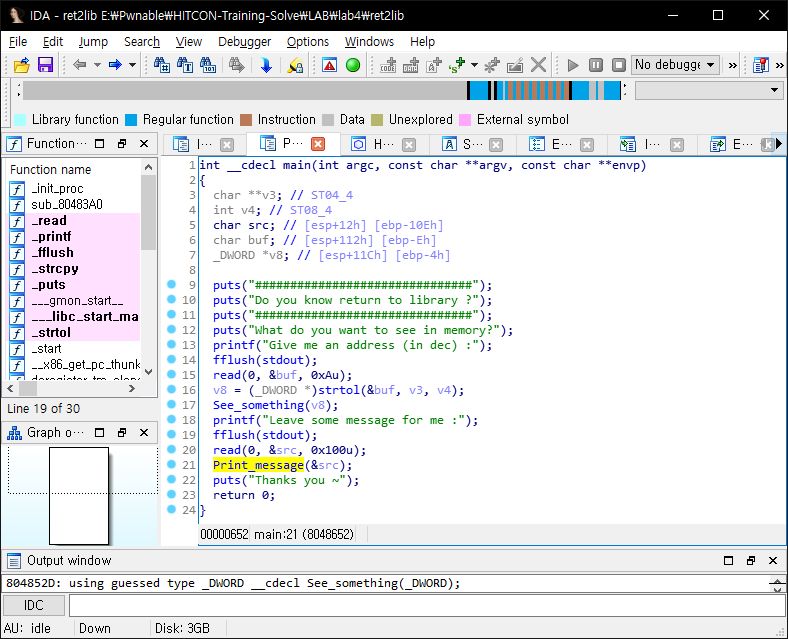 IDA - ret2lib E:₩Pwnable₩HITCON-Training-Solve₩LAB₩lab4₩ret2lib
File Edit Jump Search View Debugger Options Windows Help
No debugge
Library function Regular function Instruction Data Unexplored External symbol
Function· I··· P··· H··· S··· E··· I··· E···
Function name
_init_proc
sub_80483A0
_read
_printf
_fflush
_strcpy
_puts
___gmon_start__
___libc_start_ma
_strtol
_start
__x86_get_pc_thunk
deregister_tm_clone
Line 19 of 30
Graph o···
1 int __cdecl main(int argc, const char **argv, const char **envp)
2 {
3 char **v3; // ST04_4
4 int v4; // ST08_4
5 char src; // [esp+12h] [ebp-10Eh]
6 char buf; // [esp+112h] [ebp-Eh]
7 _DWORD *v8; // [esp+11Ch] [ebp-4h]
8
9 puts("###############################");
10 puts("Do you know return to library ?");
11 puts("###############################");
12 puts("What do you want to see in memory?");
13 printf("Give me an address (in dec) :");
14 fflush(stdout);
15 read(0, &buf, 0xAu);
16 v8 = (_DWORD *)strtol(&buf, v3, v4);
17 See_something(v8);
18 printf("Leave some message for me :");
19 fflush(stdout);
20 read(0, &src, 0x100u);
21 Print_message(&src);
22 puts("Thanks you ~");
23 return 0;
24 }
00000652 main:21 (8048652)
Output window
804852D: using guessed type _DWORD __cdecl See_something(_DWORD);
IDC
AU: idle Down Disk: 3GB